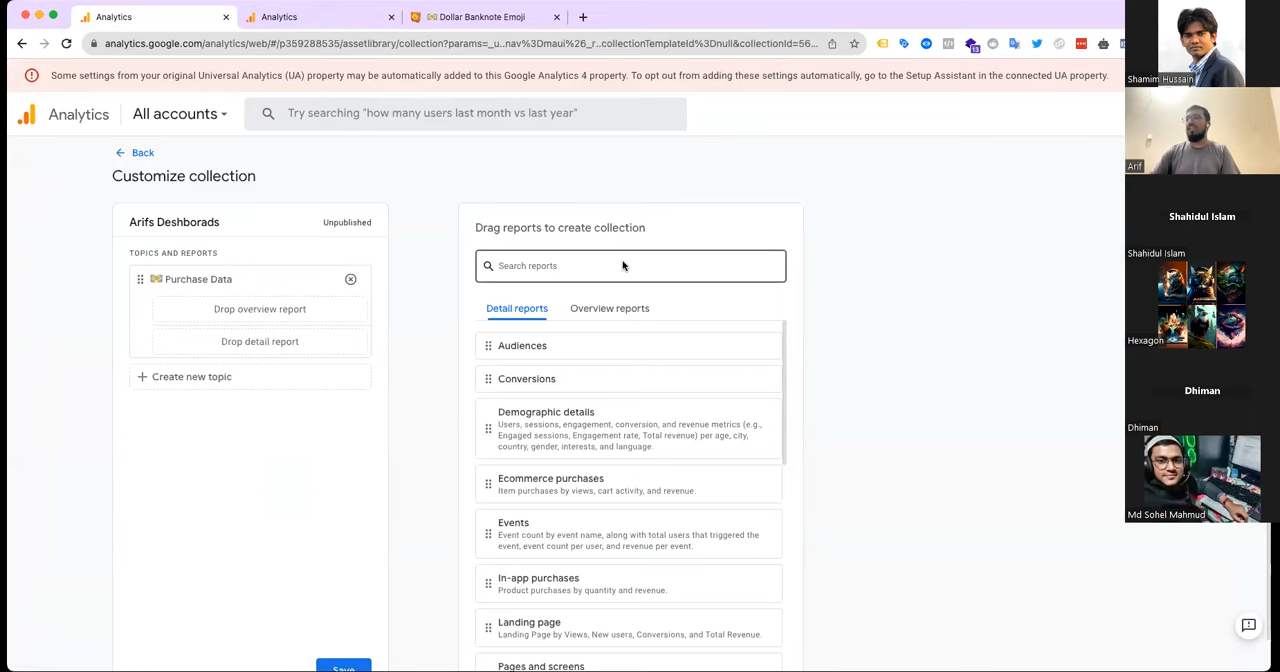 Analytics
Analytics
💵 Dollar Banknote Emoji
analytics.google.com/analytics/web/#/p359288535/assetlibrary/collection?params=_u..nav%3Dmaui%26_r..collectionTemplateId%3Dnull&collectionId=56...
13
Some settings from your original Universal Analytics (UA) property may be automatically added to this Google Analytics 4 property. To opt out from adding these settings automatically, go to the Setup Assistant in the connected UA property.
Analytics
All accounts
Try searching "how many users last month vs last year"
Back
Customize collection
Arifs Deshborads
Unpublished
TOPICS AND REPORTS
💵 Purchase Data
Drop overview report
Drop detail report
Create new topic
Save
Drag reports to create collection
Search reports
Detail reports
Overview reports
Audiences
Conversions
Demographic details
Users, sessions, engagement, conversion, and revenue metrics (e.g.,
Engaged sessions, Engagement rate, Total revenue) per age, city,
country, gender, interests, and language.
Ecommerce purchases
Item purchases by views, cart activity, and revenue.
Events
Event count by event name, along with total users that triggered the
event, event count per user, and revenue per event.
In-app purchases
Product purchases by quantity and revenue.
Landing page
Landing Page by Views, New users, Conversions, and Total Revenue.
Pages and screens
Shamim Hussain
Arif
Shahidul Islam
Shahidul Islam
Hexagon
Dhiman
Dhiman
Md Sohel Mahmud